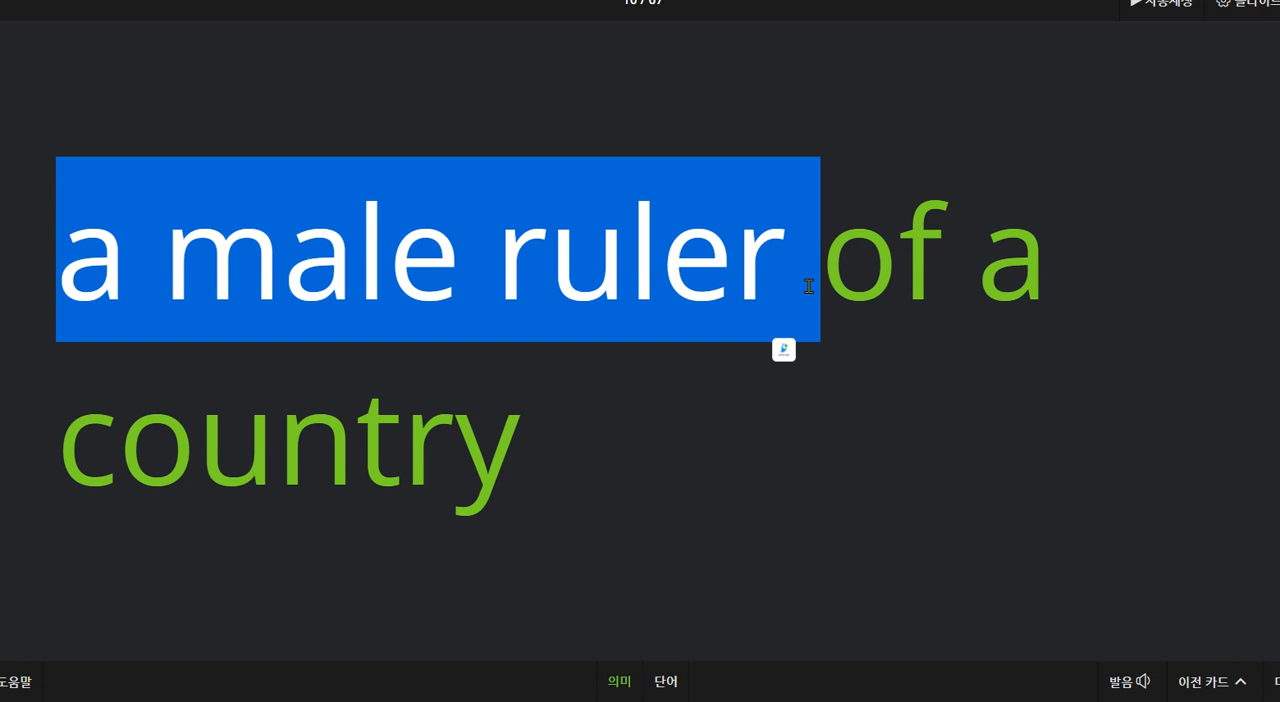 a male ruler of a
country
도움말
의미 단어
발음 이전 카드